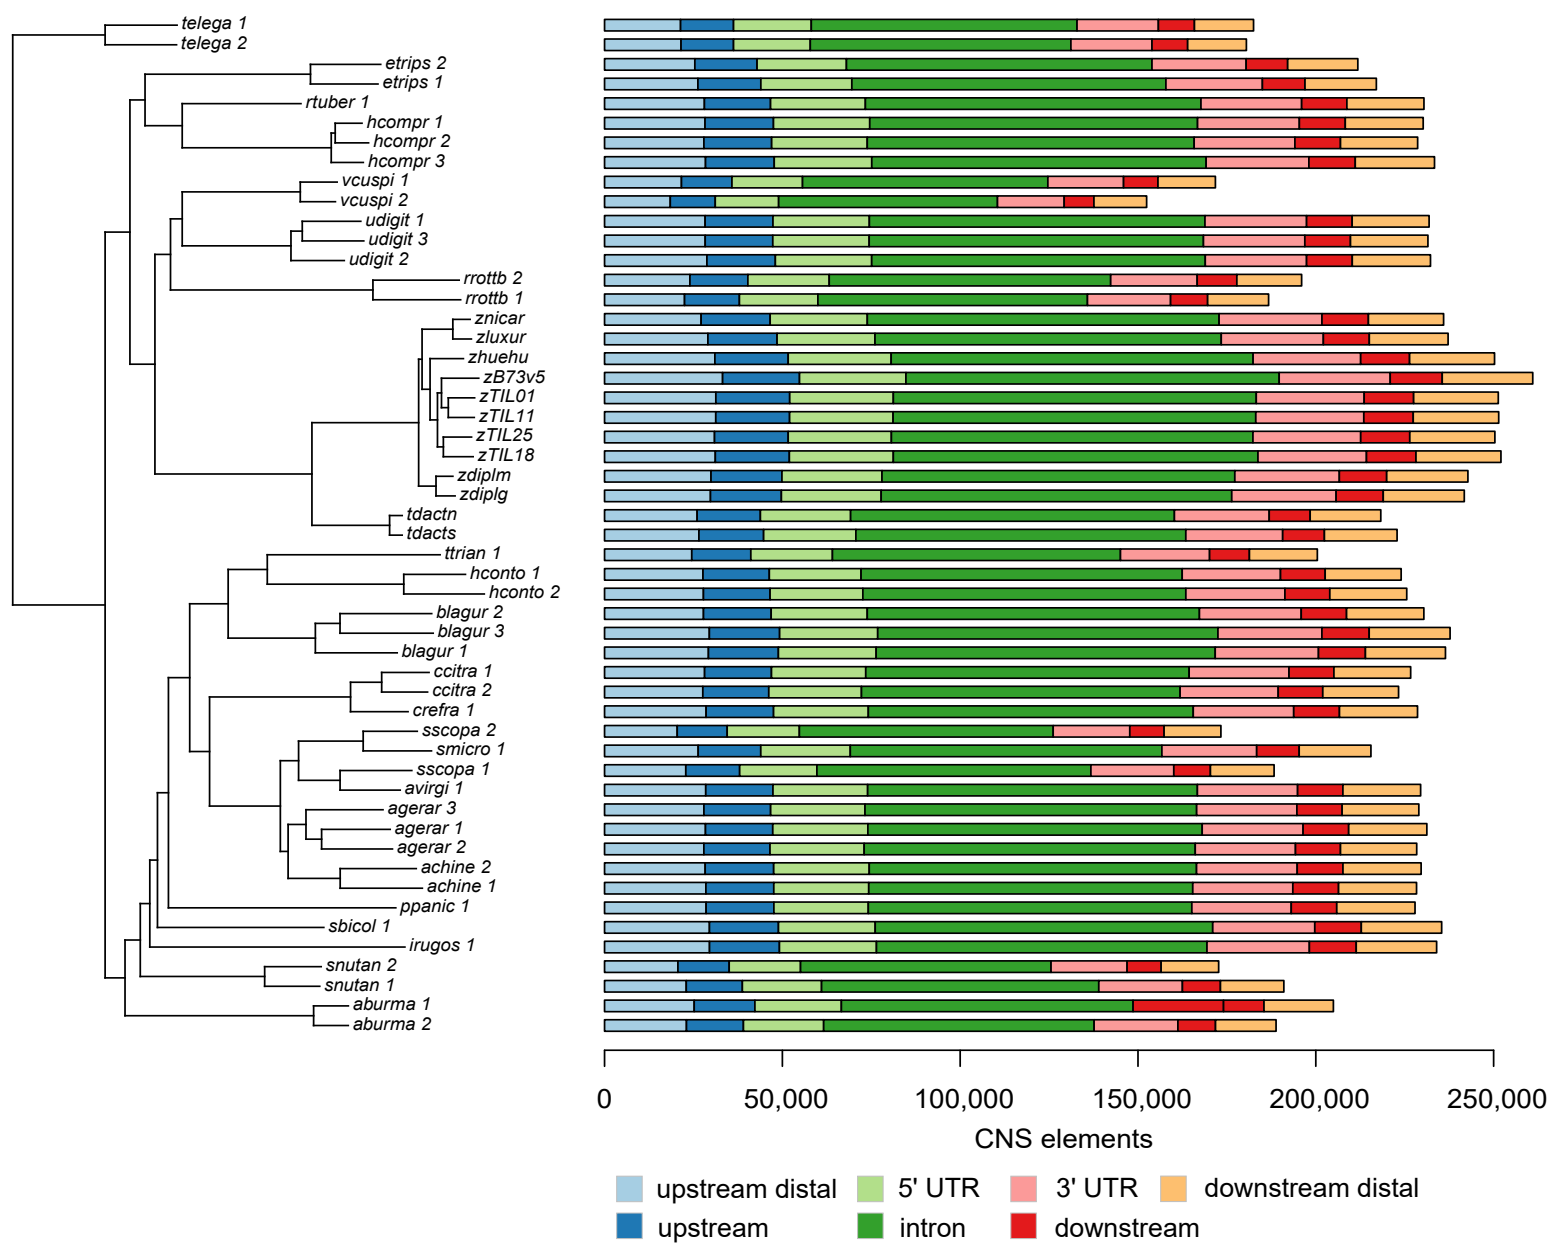 telega 1
telega 2
etrips 2
etrips 1
rtuber 1
hcompr 1
hcompr 2
hcompr 3
vcuspi 1
vcuspi 2
udigit 1
udigit 3
udigit 2
rrottb 2
rrottb 1
znicar
zluxur
zhuehu
zB73v5
zTIL01
zTIL11
zTIL25
zTIL18
zdiplm
zdiplg
tdactn
tdacts
ttrian 1
hconto 1
hconto 2
blagur 2
blagur 3
blagur 1
ccitra 1
ccitra 2
crefra 1
sscopa 2
smicro 1
sscopa 1
avirgi 1
agerar 3
agerar 1
agerar 2
achine 2
achine 1
ppanic 1
sbicol 1
irugos 1
snutan 2
snutan 1
aburma 1
aburma 2
0 50,000 100,000 150,000 200,000 250,000
CNS elements
upstream distal 5' UTR 3' UTR downstream distal
upstream intron downstream